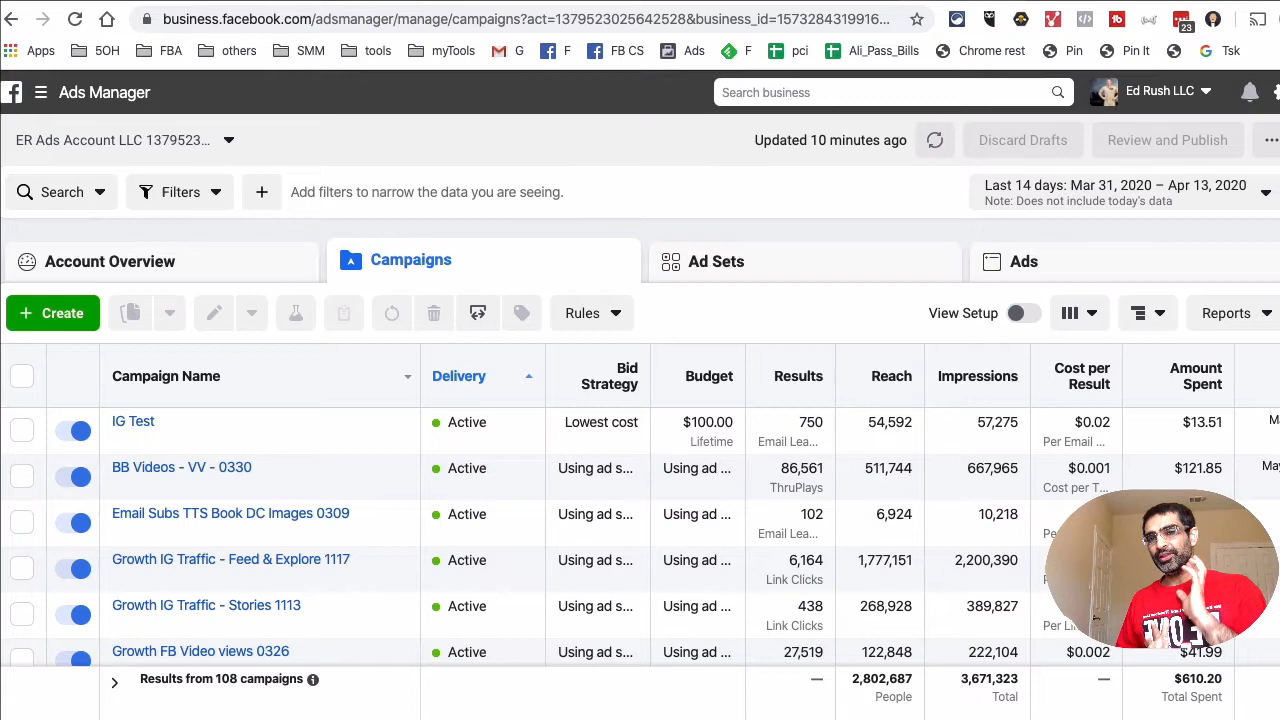 business.facebook.com/adsmanager/manage/campaigns?act=1379523025642528&business_id=1573284319916...
23
Apps 5OH FBA others SMM tools myTools G F FB CS Ads F pci Ali_Pass_Bills Chrome rest Pin Pin It Tsk
Ads Manager Search business Ed Rush LLC
ER Ads Account LLC 1379523... Updated 10 minutes ago Discard Drafts Review and Publish
Search Filters Add filters to narrow the data you are seeing. Last 14 days: Mar 31, 2020 – Apr 13, 2020
Note: Does not include today's data
Account Overview Campaigns Ad Sets Ads
+ Create Rules View Setup Reports
Campaign Name Delivery Bid Strategy Budget Results Reach Impressions Cost per Result Amount Spent
IG Test Active Lowest cost $100.00 750 54,592 57,275 $0.02 $13.51
Lifetime Email Lea... Per Email ...
BB Videos - VV - 0330 Active Using ad s... Using ad ... 86,561 511,744 667,965 $0.001 $121.85
ThruPlays Cost per T...
Email Subs TTS Book DC Images 0309 Active Using ad s... Using ad ... 102 6,924 10,218
Email Lea...
Growth IG Traffic - Feed & Explore 1117 Active Using ad s... Using ad ... 6,164 1,777,151 2,200,390
Link Clicks
Growth IG Traffic - Stories 1113 Active Using ad s... Using ad ... 438 268,928 389,827
Link Clicks Per Li
Growth FB Video views 0326 Active Using ad s... Using ad ... 27,519 122,848 222,104 $0.002 $41.99
Results from 108 campaigns — 2,802,687 3,671,323 — $610.20
People Total Total Spent